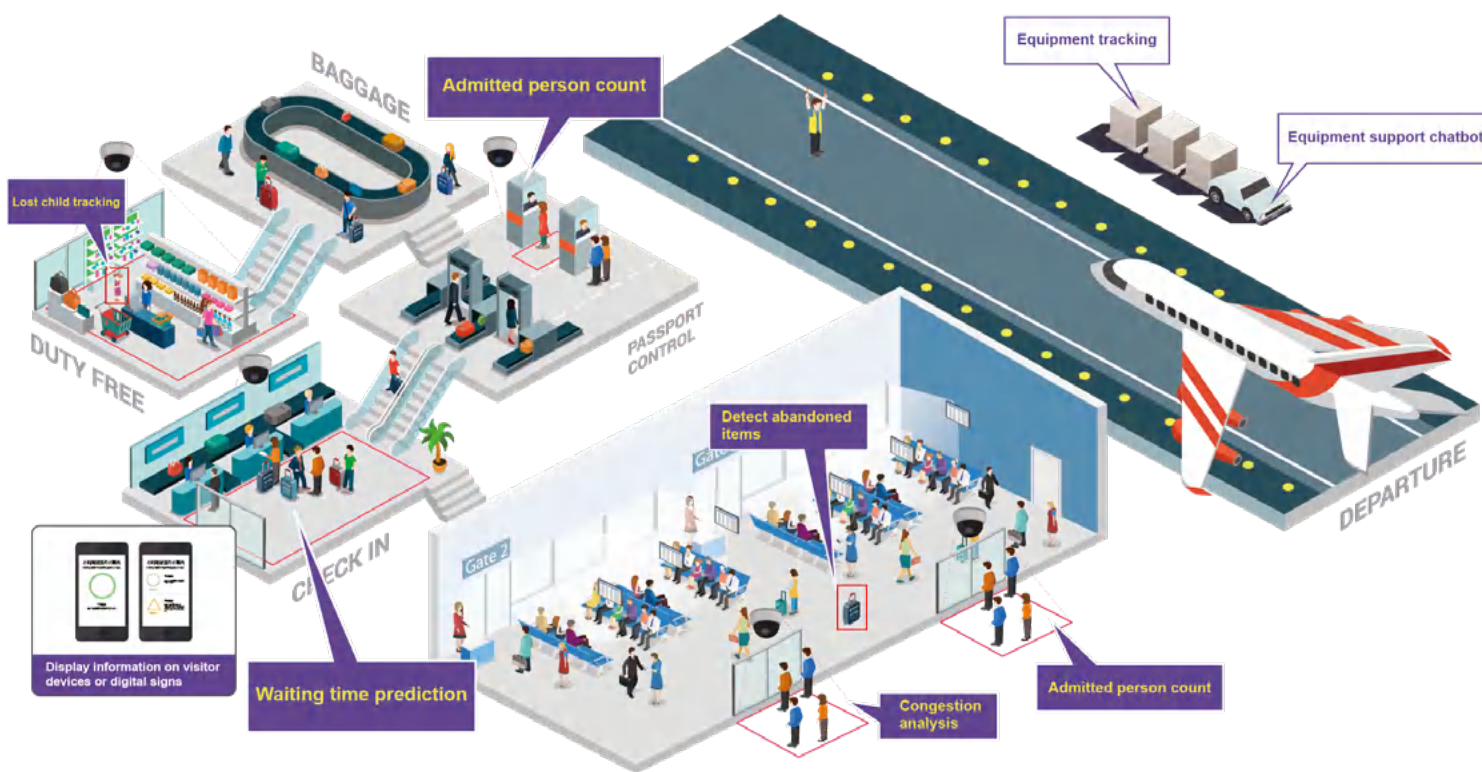 BAGGAGE
Admitted person count
Equipment tracking
Equipment support chatbot
Lost child tracking
DUTY FREE
PASSPORT
CONTROL
Detect abandoned
items
Gate
Gate 2
DEPARTURE
CHECK IN
Display information on visitor
devices or digital signs
Waiting time prediction
Congestion
analysis
Admitted person count